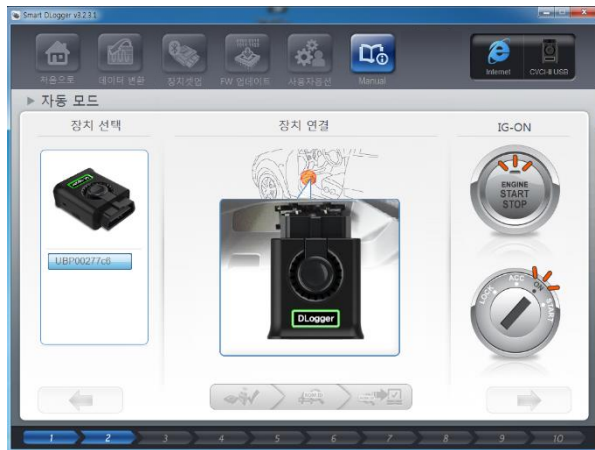 Smart DLogger v3.2.3.1
처음으로
데이터 변환
장치셋업
FW 업데이트
사용자옵션
Manual
Internet
CVCI-II USB
자동 모드
장치 선택
장치 연결
IG-ON
UBP00277c6
DLogger
ENGINE
START
STOP
LOCK
ACC
ON
START
1 2 3 4 5 6 7 8 9 10